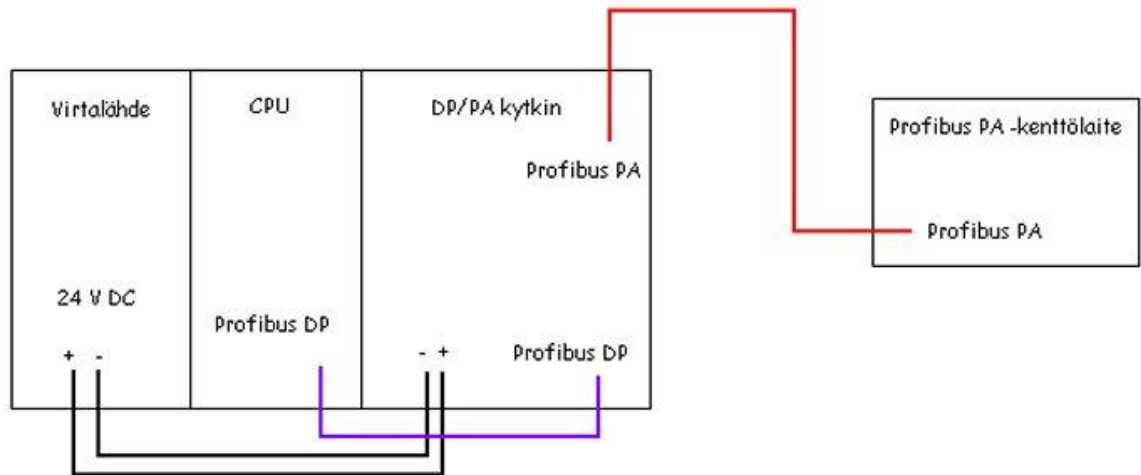 Virtalähde
CPU
DP/PA kytkin
Profibus PA
Profibus PA -kenttölaite
Profibus PA
24 V DC
+ -
Profibus DP
- +
Profibus DP